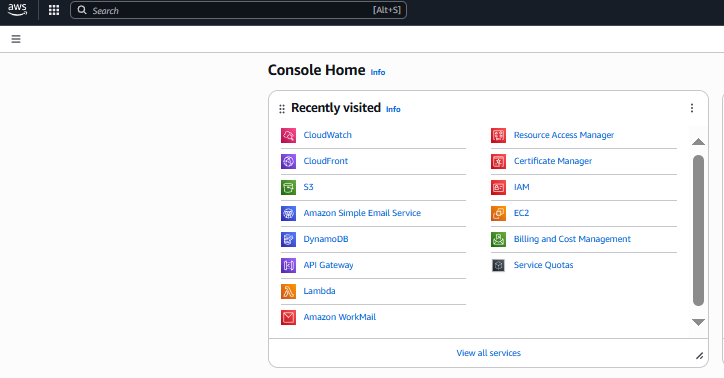 aws
Search [Alt+S]
Console Home Info
Recently visited Info
CloudWatch
CloudFront
S3
Amazon Simple Email Service
DynamoDB
API Gateway
Lambda
Amazon WorkMail
Resource Access Manager
Certificate Manager
IAM
EC2
Billing and Cost Management
Service Quotas
View all services